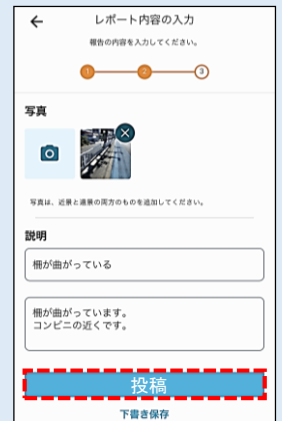 レポート内容の入力
報告の内容を入力してください。
1 2 3
写真
写真は、近景と遠景の両方のものを追加してください。
説明
柵が曲がっている
柵が曲がっています。
コンビニの近くです。
投稿
下書き保存